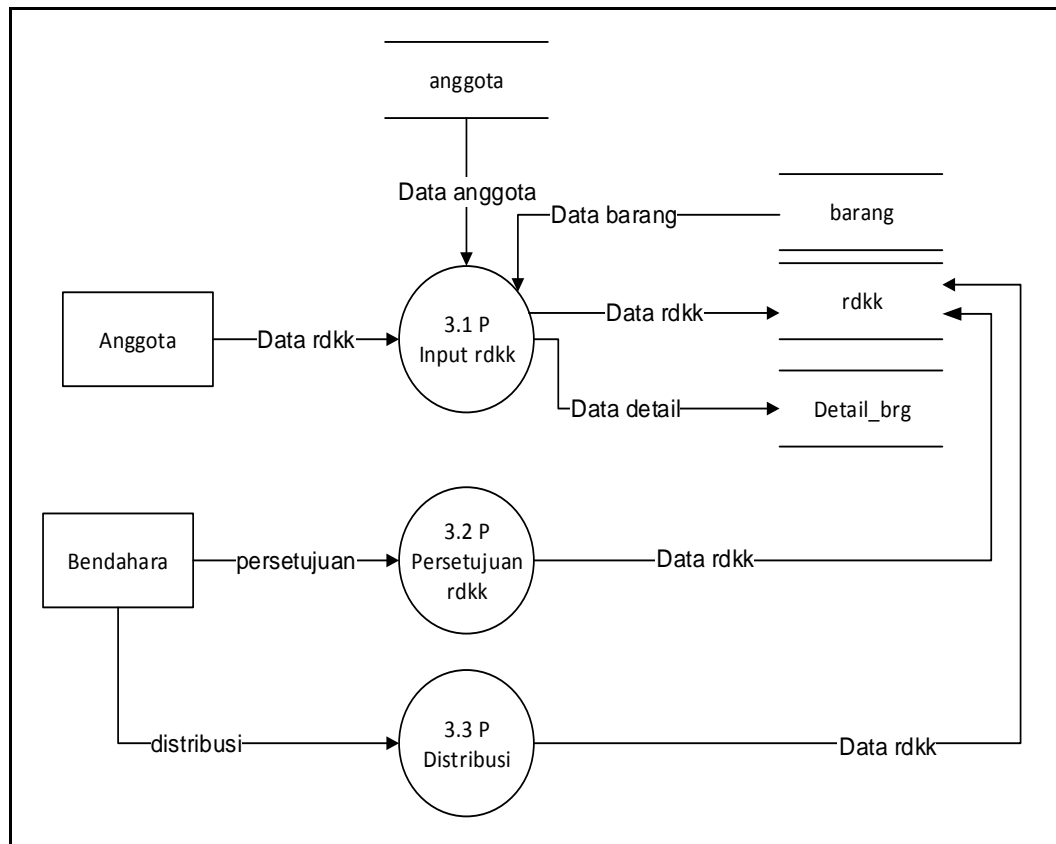 anggota
Data anggota
Data barang
barang
Anggota
Data rdkk
3.1 P
Input rdkk
Data rdkk
rdkk
Data detail
Detail_brg
Bendahara
persetujuan
3.2 P
Persetujuan
rdkk
Data rdkk
distribusi
3.3 P
Distribusi
Data rdkk